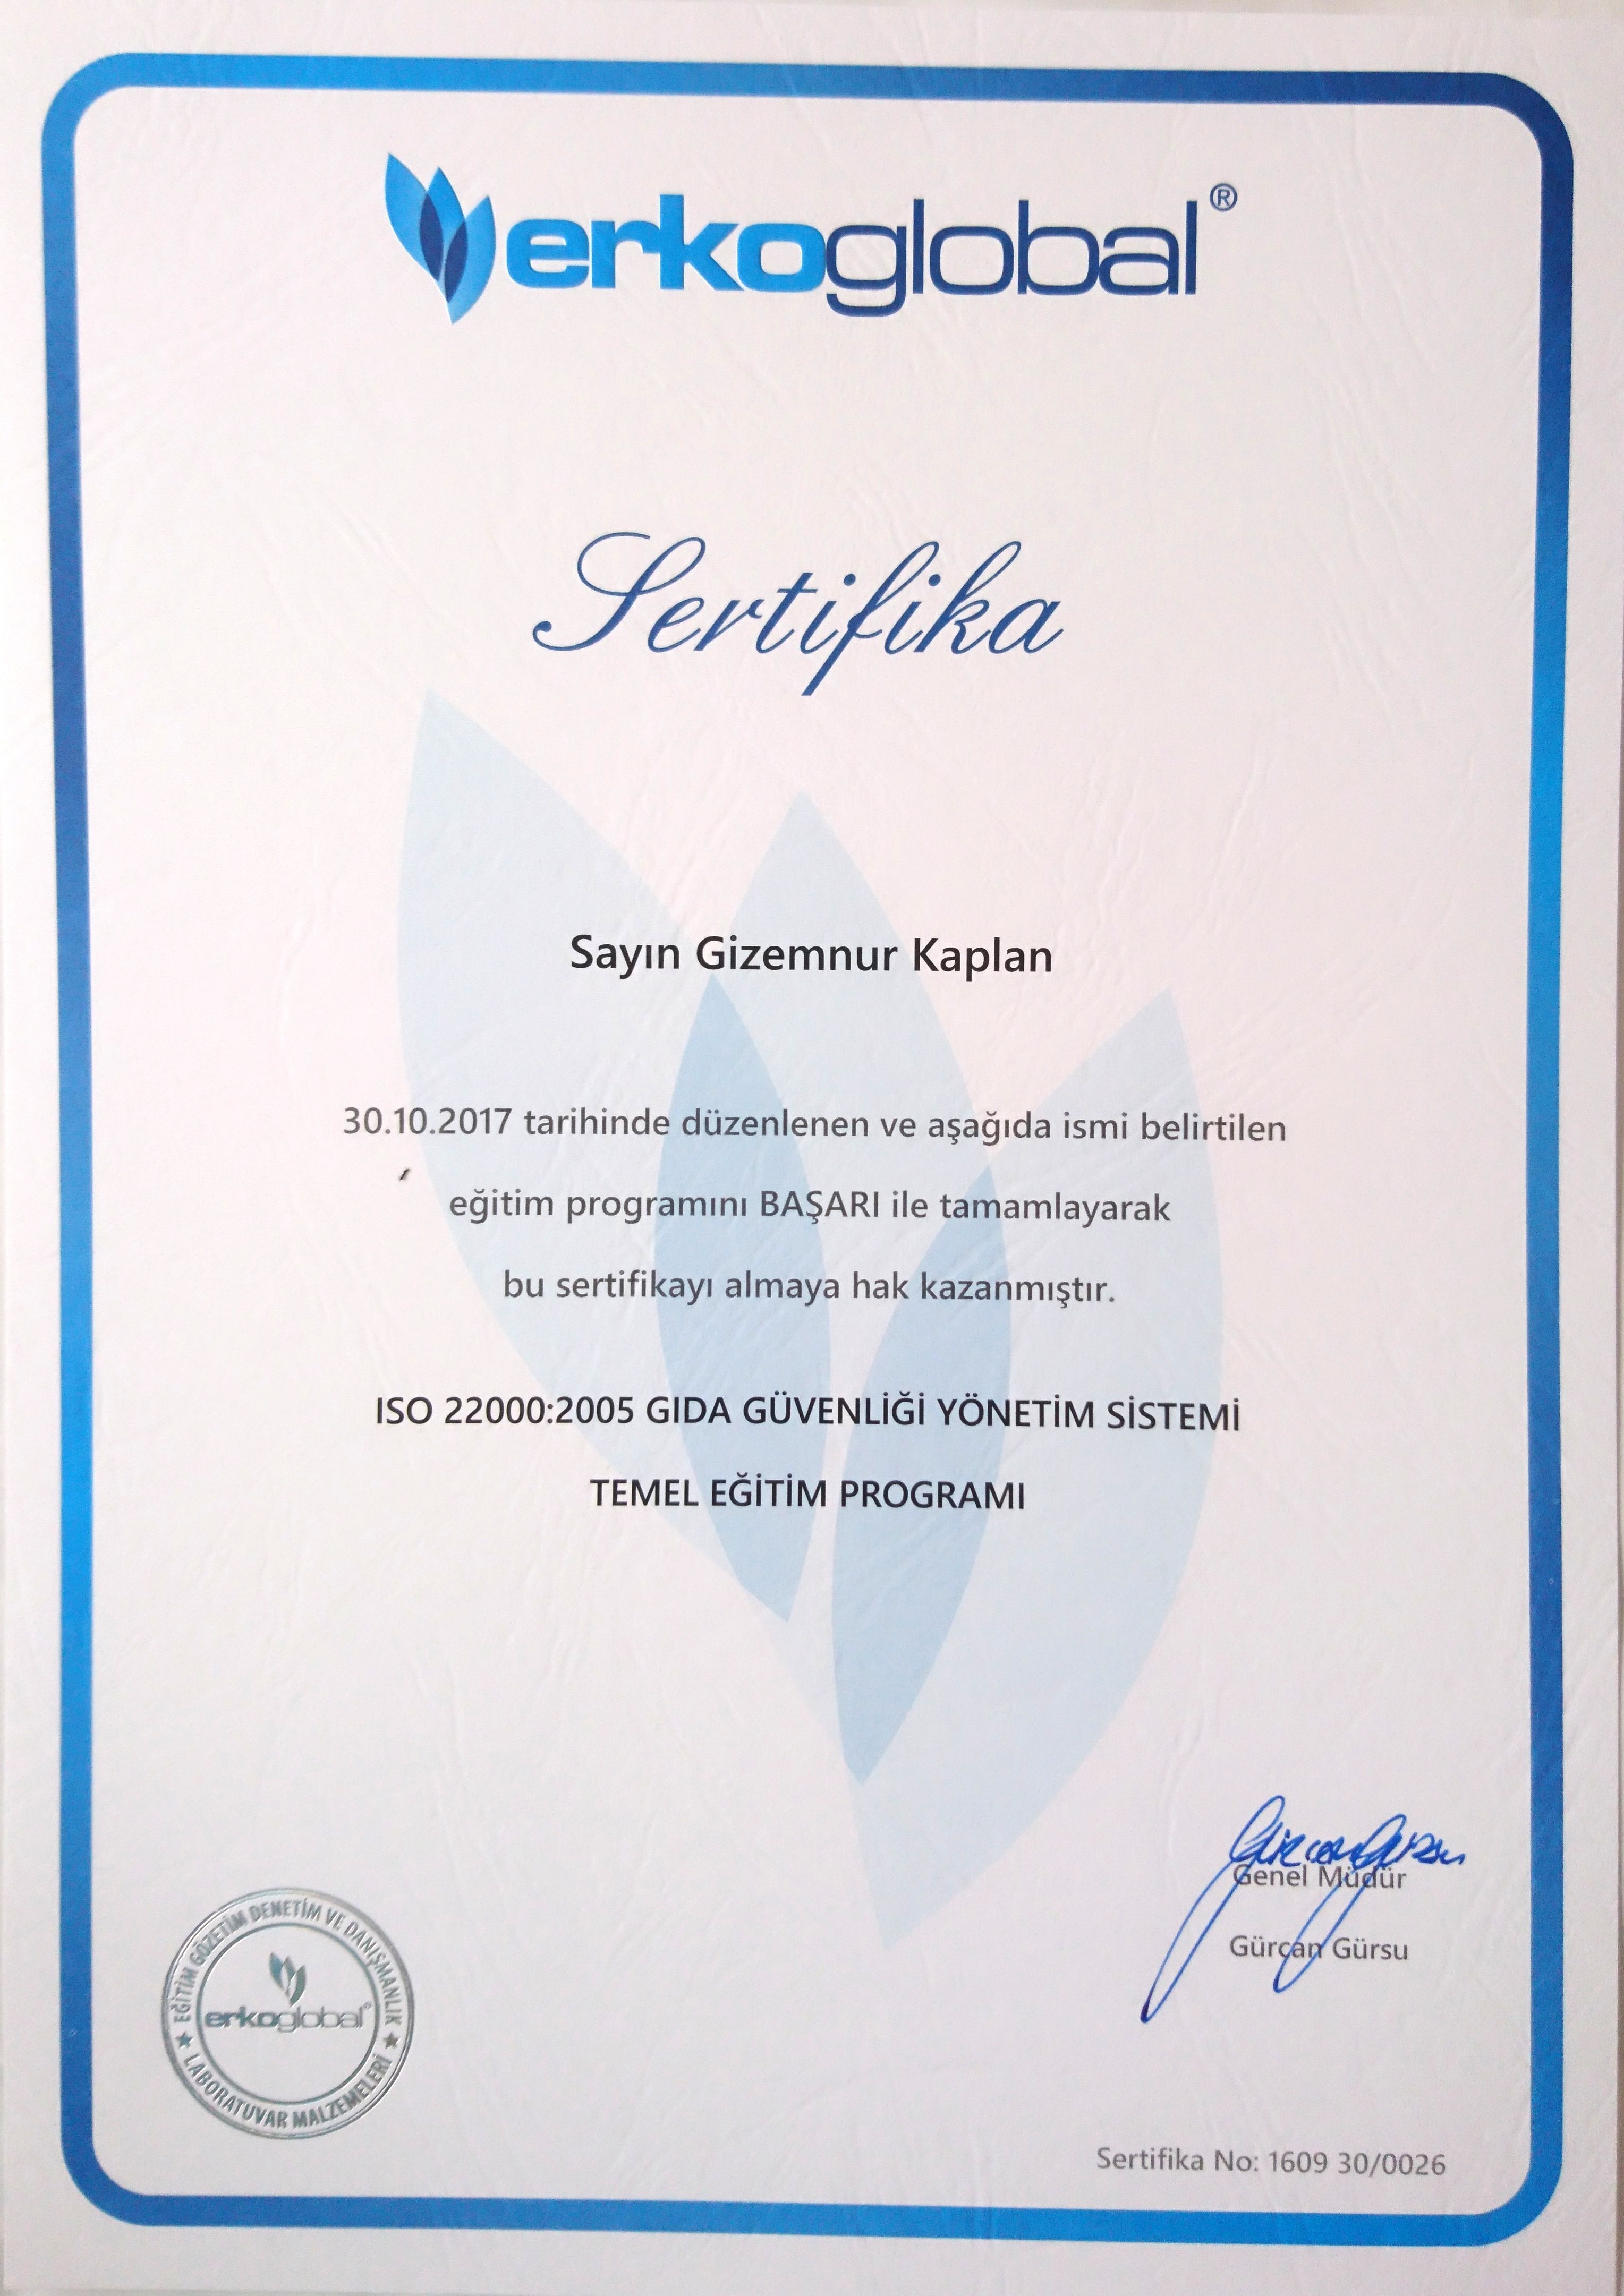 erkoglobal®
Sertifika
Sayın Gizemnur Kaplan
30.10.2017 tarihinde düzenlenen ve aşağıda ismi belirtilen
eğitim programını BAŞARI ile tamamlayarak
bu sertifikayı almaya hak kazanmıştır.
ISO 22000:2005 GIDA GÜVENLİĞİ YÖNETİM SİSTEMİ
TEMEL EĞİTİM PROGRAMI
Gürcan Gürsu
Genel Müdür
Gürcan Gürsu
EĞİTİM GÖZETİM DENETİM VE DANIŞMANLIK
erkoglobal®
LABORATUVAR MALZEMELERİ
Sertifika No: 1609 30/0026